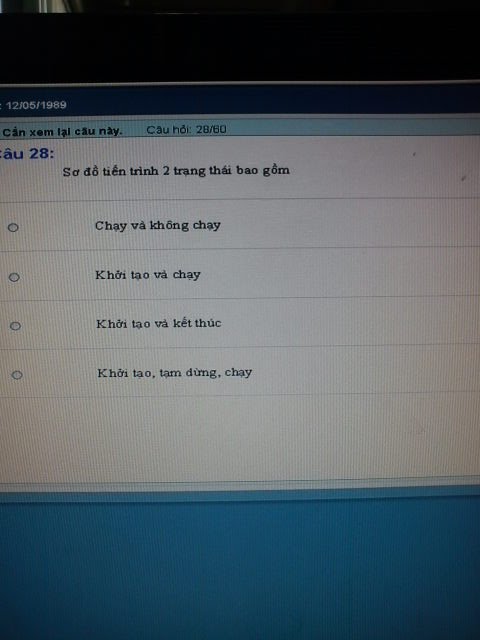 : 12/05/1989
Cần xem lại câu này. Câu hỏi: 28/60
Câu 28:
Sơ đồ tiến trình 2 trạng thái bao gồm
Chạy và không chạy
Khởi tạo và chạy
Khởi tạo và kết thúc
Khởi tạo, tạm dừng, chạy